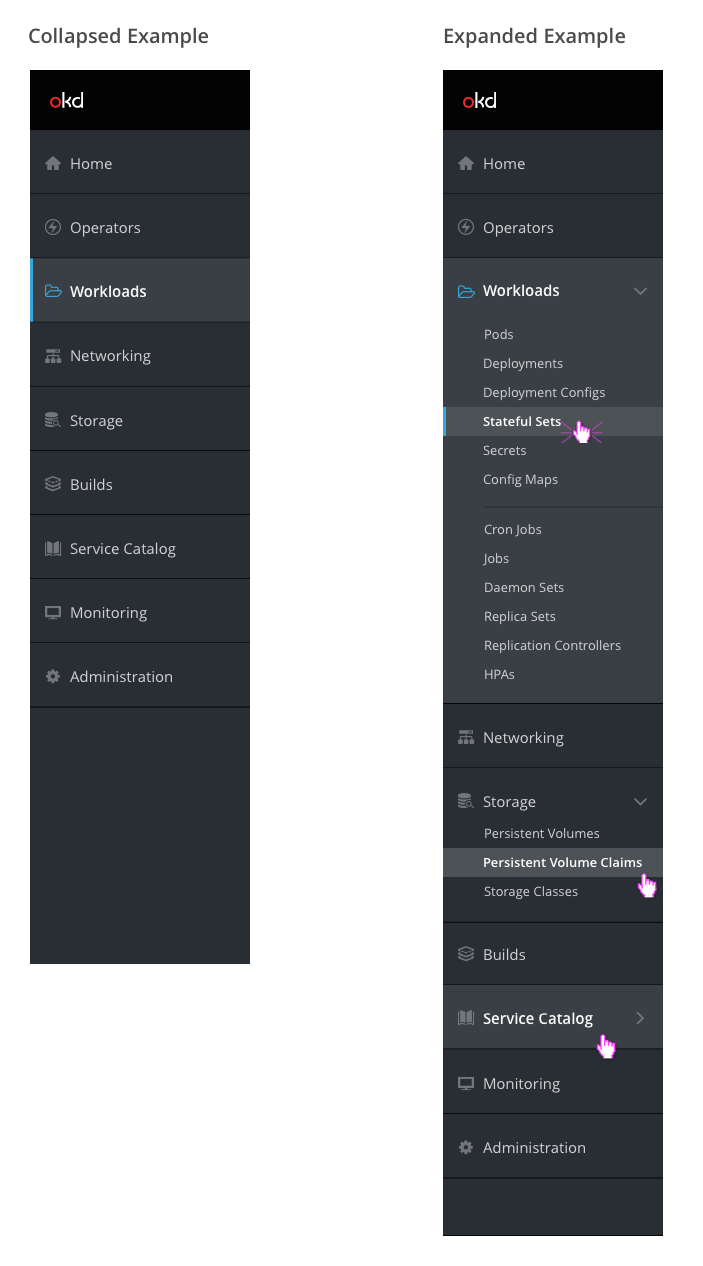 Collapsed Example
okd
Home
Operators
Workloads
Networking
Storage
Builds
Service Catalog
Monitoring
Administration
Expanded Example
okd
Home
Operators
Workloads
Pods
Deployments
Deployment Configs
Stateful Sets
Secrets
Config Maps
Cron Jobs
Jobs
Daemon Sets
Replica Sets
Replication Controllers
HPAs
Networking
Storage
Persistent Volumes
Persistent Volume Claims
Storage Classes
Builds
Service Catalog
Monitoring
Administration